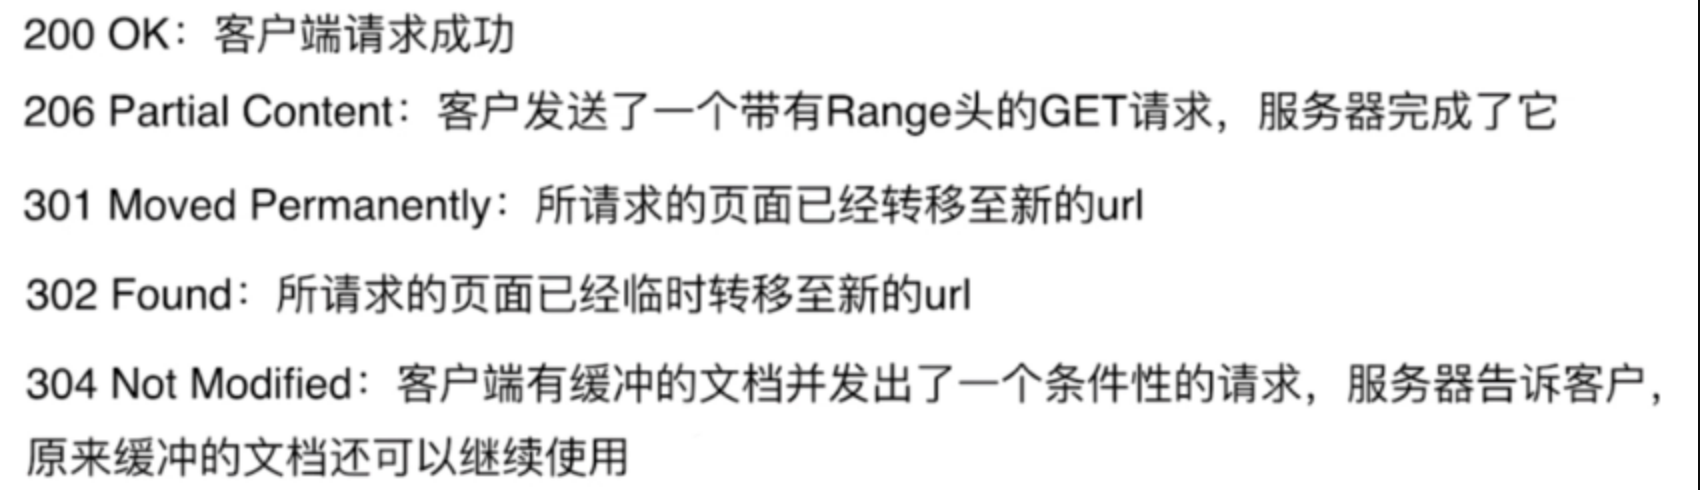 200 OK：客户端请求成功
206 Partial Content：客户发送了一个带有Range头的GET请求，服务器完成了它
301 Moved Permanently：所请求的页面已经转移至新的url
302 Found：所请求的页面已经临时转移至新的url
304 Not Modified：客户端有缓冲的文档并发出了一个条件性的请求，服务器告诉客户，
原来缓冲的文档还可以继续使用